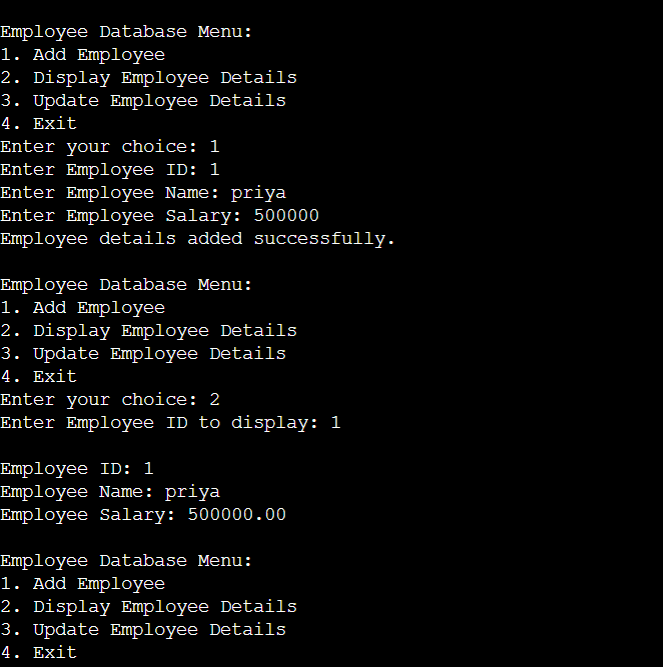 Employee Database Menu:
1. Add Employee
2. Display Employee Details
3. Update Employee Details
4. Exit
Enter your choice: 1
Enter Employee ID: 1
Enter Employee Name: priya
Enter Employee Salary: 500000
Employee details added successfully.
Employee Database Menu:
1. Add Employee
2. Display Employee Details
3. Update Employee Details
4. Exit
Enter your choice: 2
Enter Employee ID to display: 1
Employee ID: 1
Employee Name: priya
Employee Salary: 500000.00
Employee Database Menu:
1. Add Employee
2. Display Employee Details
3. Update Employee Details
4. Exit